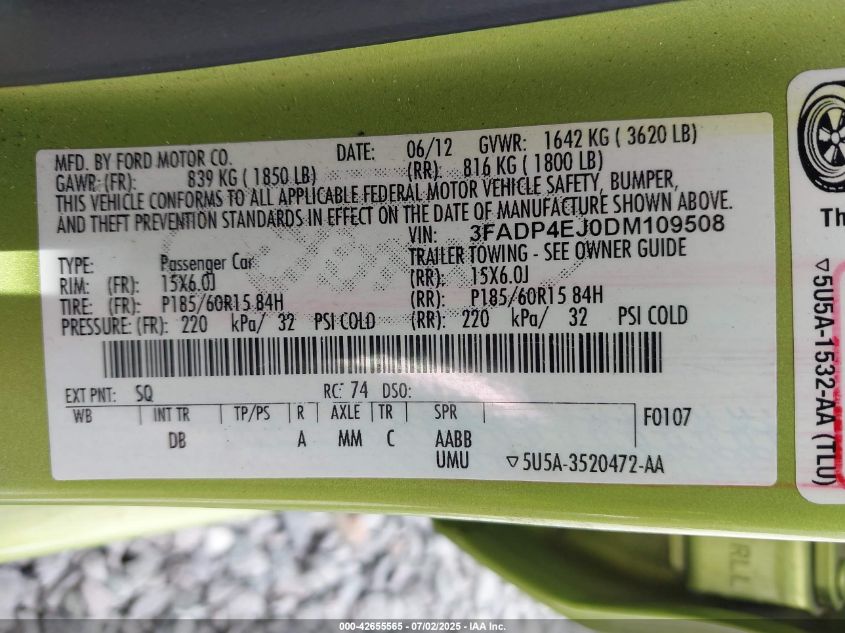 MFD. BY FORD MOTOR CO. DATE: 06/12 GVWR: 1642 KG ( 3620 LB)
GAWR: (FR): 839 KG ( 1850 LB) (RR): 816 KG ( 1800 LB)
THIS VEHICLE CONFORMS TO ALL APPLICABLE FEDERAL MOTOR VEHICLE SAFETY, BUMPER,
AND THEFT PREVENTION STANDARDS IN EFFECT ON THE DATE OF MANUFACTURE SHOWN ABOVE.
VIN: 3FADP4EJ0DM109508
TYPE: Passenger Car TRAILER TOWING - SEE OWNER GUIDE
RIM: (FR): 15X6.0J (RR): 15X6.0J
TIRE: (FR): P185/60R15 84H (RR): P185/60R15 84H
PRESSURE: (FR): 220 kPa/ 32 PSI COLD (RR): 220 kPa/ 32 PSI COLD
EXT PNT: SQ RC: 74 DSO:
WB INT TR TP/PS R AXLE TR SPR F0107
DB A MM C AABB
UMU ▽5U5A-3520472-AA
Th
▽5U5A-1532-AA (TLU)
RLL
000-42655565 - 07/02/2025 - IAA Inc.